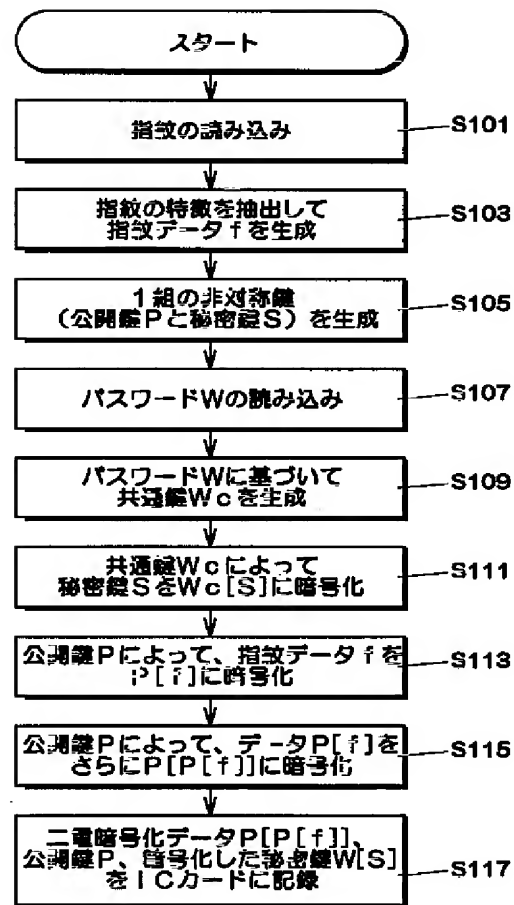 スタート
指紋の読み込み
S101
指紋の特徴を抽出して
指紋データfを生成
S103
1組の非対称鍵
(公開鍵Pと秘密鍵S)を生成
S105
パスワードWの読み込み
S107
パスワードWに基づいて
共通鍵Wcを生成
S109
共通鍵Wcによって
秘密鍵SをWc[S]に暗号化
S111
公開鍵Pによって、指紋データfを
P[f]に暗号化
S113
公開鍵Pによって、データP[f]を
さらにP[P[f]]に暗号化
S115
二重暗号化データP[P[f]]、
公開鍵P、暗号化した秘密鍵W[S]
をICカードに記録
S117